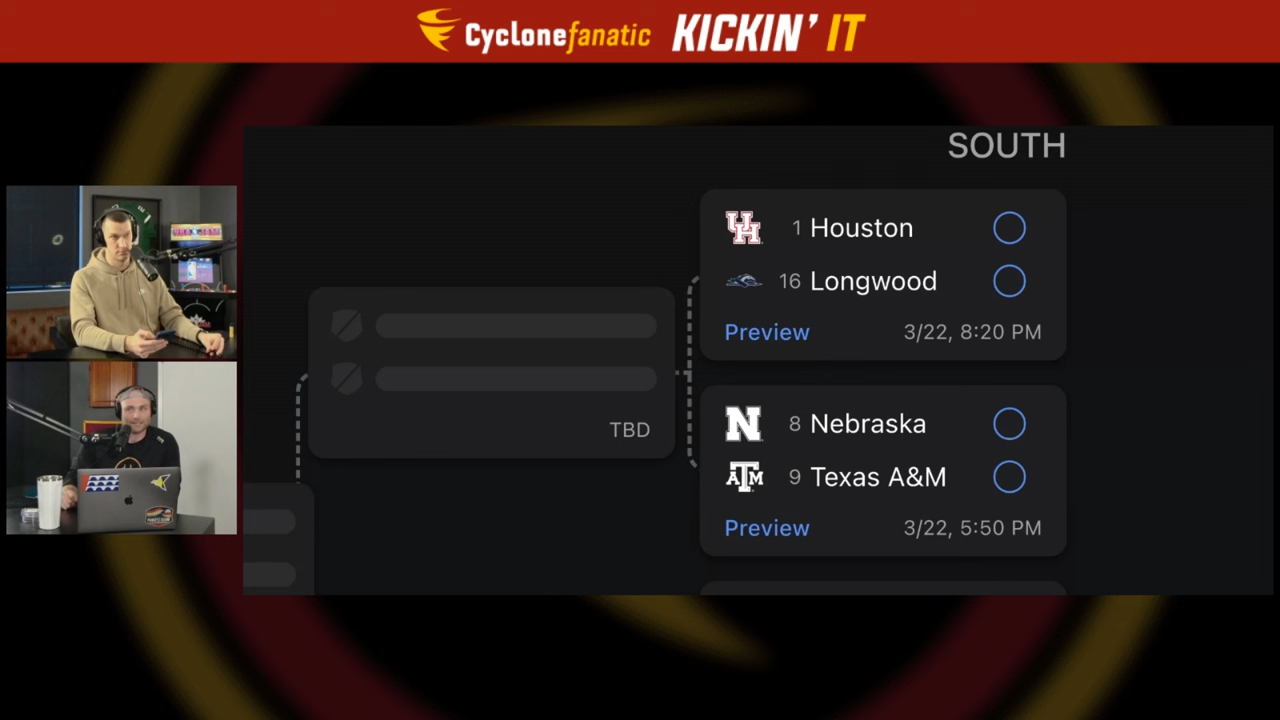 Cyclonefanatic KICKIN' IT
SOUTH
1 Houston
16 Longwood
Preview 3/22, 8:20 PM
TBD
8 Nebraska
9 Texas A&M
Preview 3/22, 5:50 PM